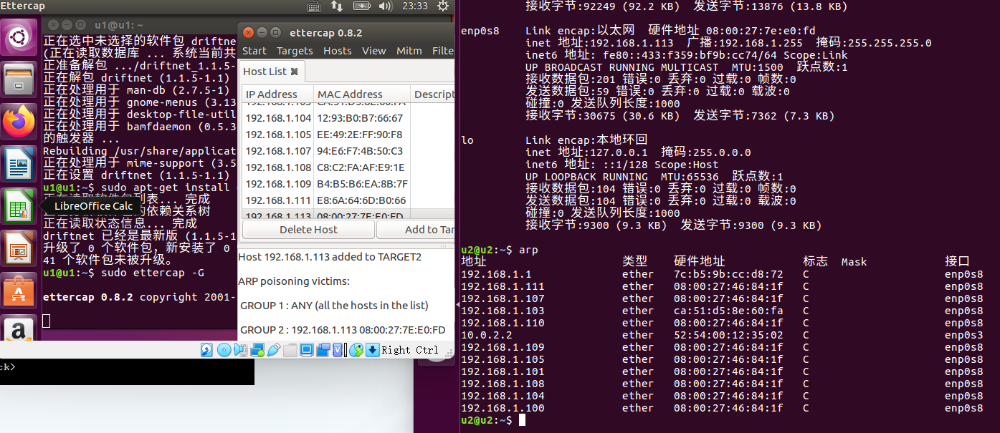 Ettercap
23:33
u1@u1: ~
正在选中未选择的软件包 driftne
(正在读取数据库 ... 系统当前共
正准备解包 .../driftnet_1.1.5-
正在解包 driftnet (1.1.5-1)
正在处理用于 man-db (2.7.5-1)
正在处理用于 gnome-menus (3.13
正在处理用于 desktop-file-util
正在处理用于 bamfdaemon (0.5.3
的触发器 ...
Rebuilding /usr/share/applicat
正在处理用于 mime-support (3.5
正在设置 driftnet (1.1.5-1)
u1@u1:~$ sudo apt-get install
列表... 完成
LibreOffice Calc
的依赖关系树
正在读取状态信息... 完成
driftnet 已经是最新版 (1.1.5-1
升级了 0 个软件包，新安装了 0
41 个软件包未被升级。
u1@u1:~$ sudo ettercap -G
ettercap 0.8.2 copyright 2001-
ettercap 0.8.2
Start Targets Hosts View Mitm Filte
Host List
IP Address MAC Address Descript
192.168.1.104 12:93:B0:B7:66:67
192.168.1.105 EE:49:2E:FF:90:F8
192.168.1.107 94:E6:F7:4B:50:C3
192.168.1.108 C8:C2:FA:AF:E9:1E
192.168.1.109 B4:B5:B6:EA:8B:7F
192.168.1.111 E8:6A:64:6D:B0:66
192.168.1.113 08:00:27:7E:E0:FD
Delete Host Add to Tar
Host 192.168.1.113 added to TARGET2
ARP poisoning victims:
GROUP 1 : ANY (all the hosts in the list)
GROUP 2 : 192.168.1.113 08:00:27:7E:E0:FD
Right Ctrl
ck>
接收字节:92249 (92.2 KB) 发送字节:13876 (13.8 KB)
enp0s8 Link encap:以太网 硬件地址 08:00:27:7e:e0:fd
inet 地址:192.168.1.113 广播:192.168.1.255 掩码:255.255.255.0
inet6 地址: fe80::433:f359:bf9b:cc74/64 Scope:Link
UP BROADCAST RUNNING MULTICAST MTU:1500 跃点数:1
接收数据包:201 错误:0 丢弃:0 过载:0 帧数:0
发送数据包:59 错误:0 丢弃:0 过载:0 载波:0
碰撞:0 发送队列长度:1000
接收字节:30675 (30.6 KB) 发送字节:7362 (7.3 KB)
lo Link encap:本地环回
inet 地址:127.0.0.1 掩码:255.0.0.0
inet6 地址: ::1/128 Scope:Host
UP LOOPBACK RUNNING MTU:65536 跃点数:1
接收数据包:104 错误:0 丢弃:0 过载:0 帧数:0
发送数据包:104 错误:0 丢弃:0 过载:0 载波:0
碰撞:0 发送队列长度:1000
接收字节:9300 (9.3 KB) 发送字节:9300 (9.3 KB)
u2@u2:~$ arp
地址 类型 硬件地址 标志 Mask 接口
192.168.1.1 ether 7c:b5:9b:cc:d8:72 C enp0s8
192.168.1.111 ether 08:00:27:46:84:1f C enp0s8
192.168.1.107 ether 08:00:27:46:84:1f C enp0s8
192.168.1.103 ether ca:51:d5:8e:60:fa C enp0s8
192.168.1.110 ether 08:00:27:46:84:1f C enp0s8
10.0.2.2 ether 52:54:00:12:35:02 C enp0s3
192.168.1.109 ether 08:00:27:46:84:1f C enp0s8
192.168.1.105 ether 08:00:27:46:84:1f C enp0s8
192.168.1.101 ether 08:00:27:46:84:1f C enp0s8
192.168.1.108 ether 08:00:27:46:84:1f C enp0s8
192.168.1.104 ether 08:00:27:46:84:1f C enp0s8
192.168.1.100 ether 08:00:27:46:84:1f C enp0s8
u2@u2:~$